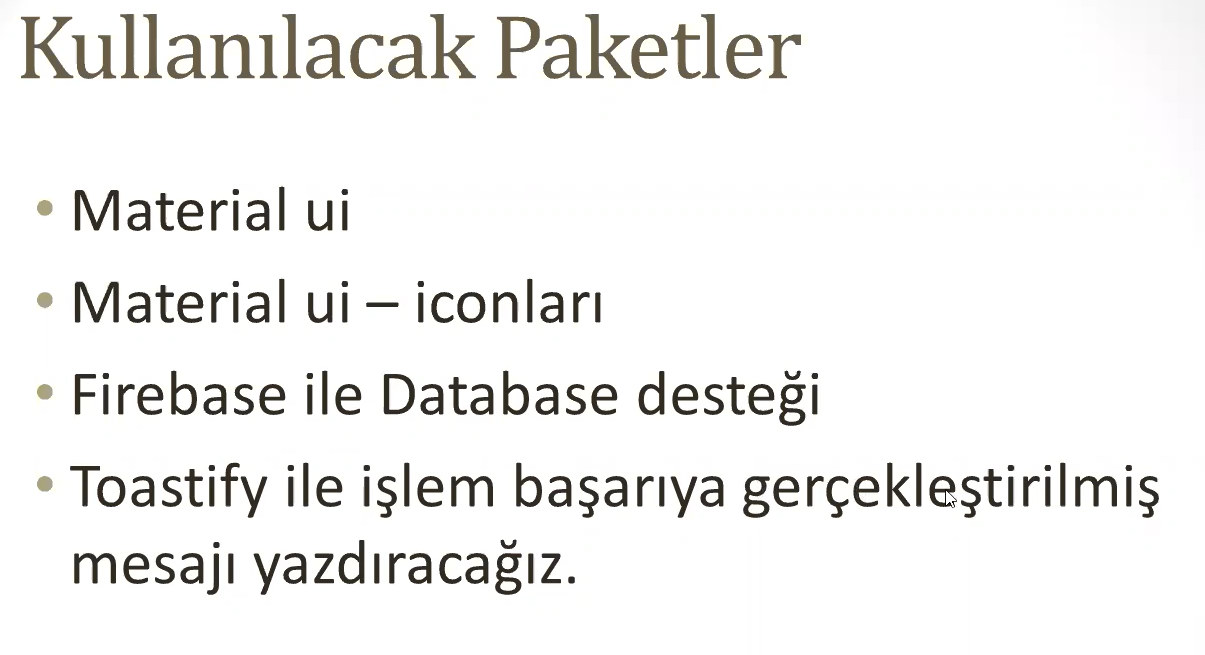 Kullanılacak Paketler
• Material ui
• Material ui – iconları
• Firebase ile Database desteği
• Toastify ile işlem başarıya gerçekleştirilmiş
mesajı yazdıracağız.